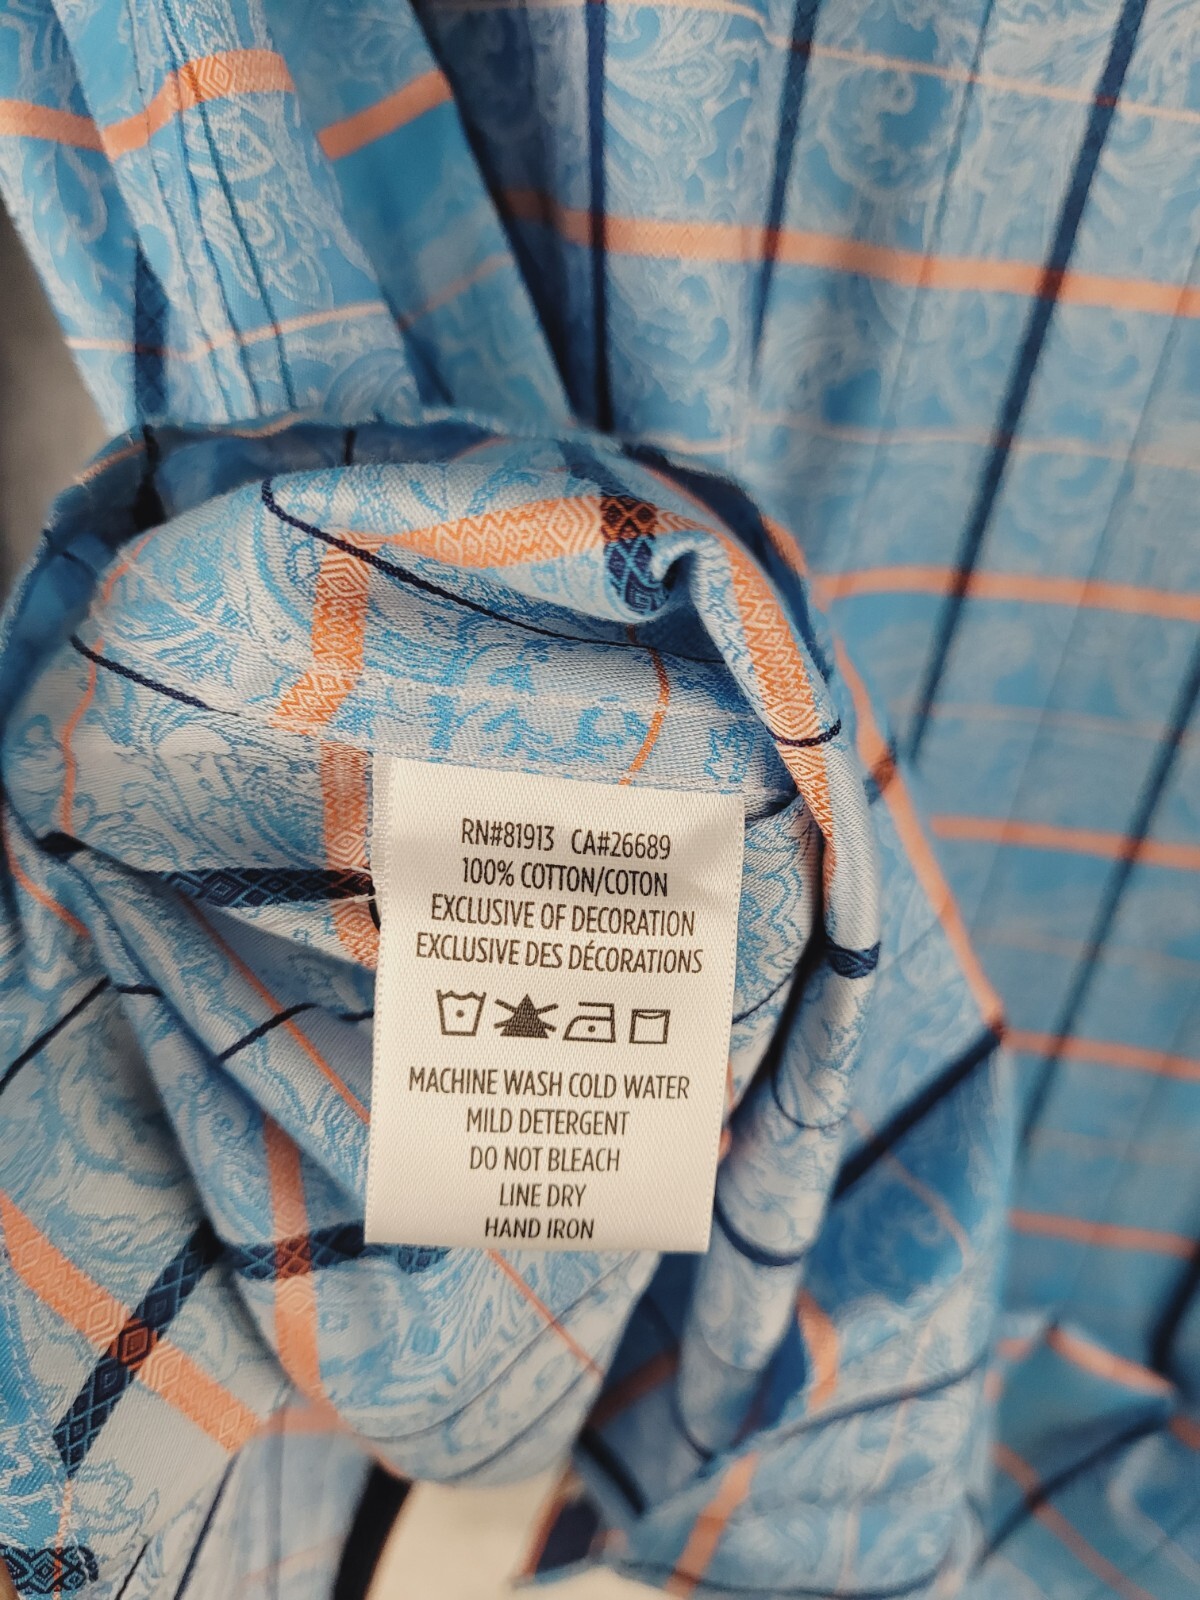 RN#81913 CA#26689
100% COTTON/COTON
EXCLUSIVE OF DECORATION
EXCLUSIVE DES DÉCORATIONS
MACHINE WASH COLD WATER
MILD DETERGENT
DO NOT BLEACH
LINE DRY
HAND IRON